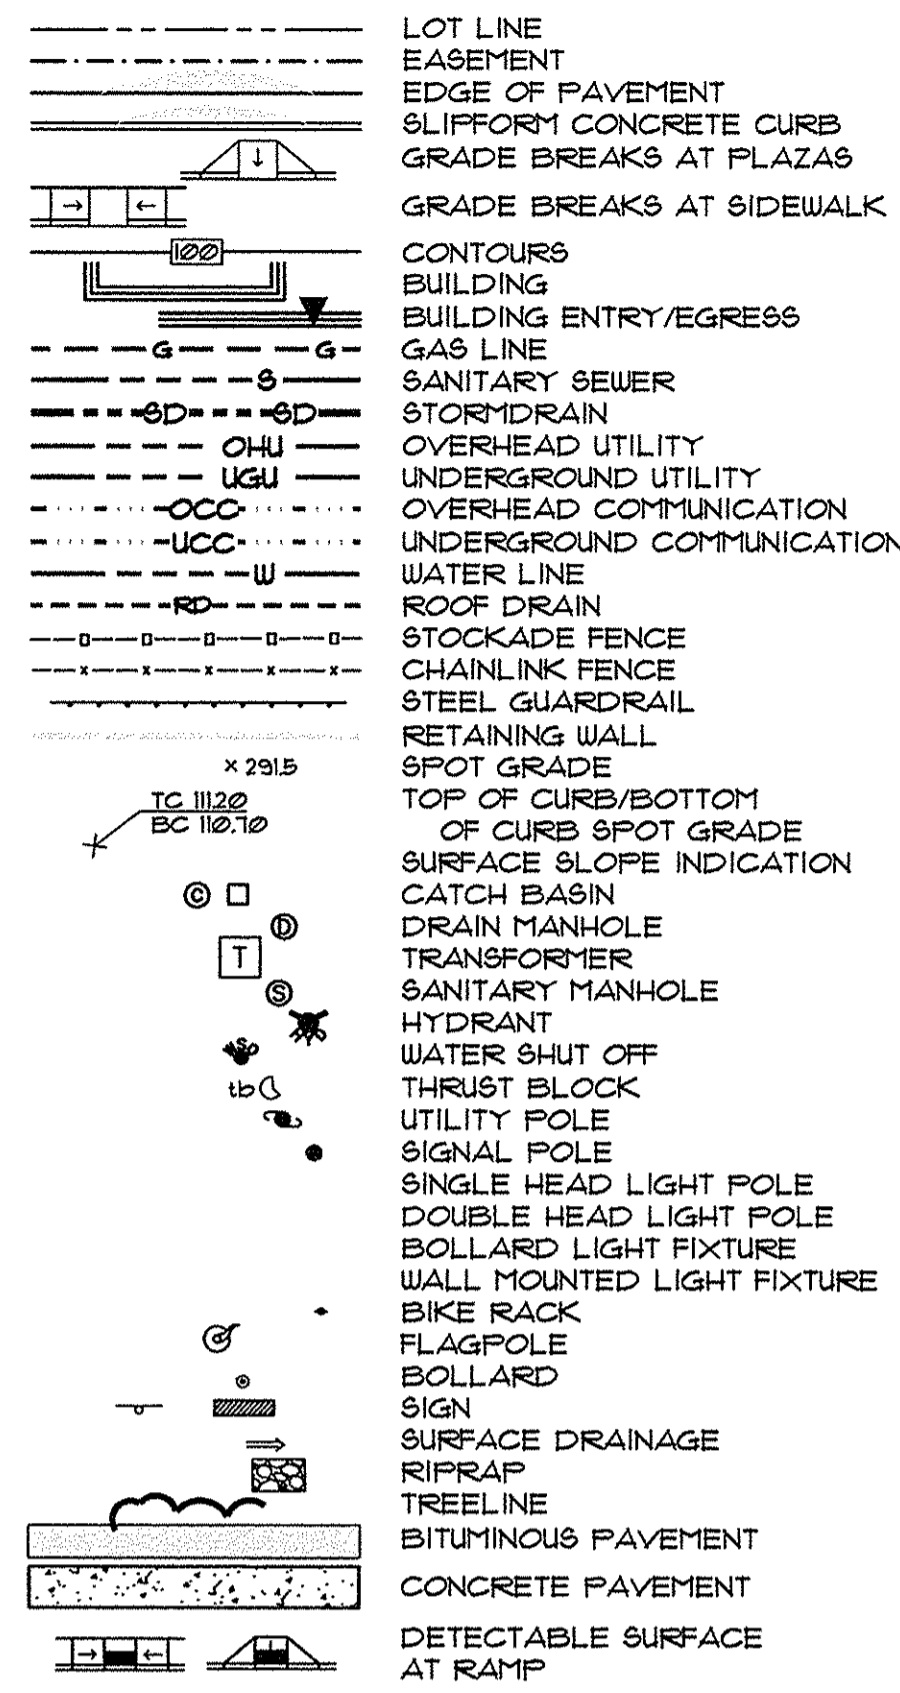 LOT LINE
EASEMENT
EDGE OF PAVEMENT
SLIPFORM CONCRETE CURB
GRADE BREAKS AT PLAZAS
GRADE BREAKS AT SIDEWALK
100 CONTOURS
BUILDING
BUILDING ENTRY/EGRESS
G G GAS LINE
S SANITARY SEWER
SD SD STORMDRAIN
OHU OVERHEAD UTILITY
UGU UNDERGROUND UTILITY
OCC OVERHEAD COMMUNICATION
UCC UNDERGROUND COMMUNICATION
W WATER LINE
RD ROOF DRAIN
STOCKADE FENCE
x x x x x CHAINLINK FENCE
STEEL GUARDRAIL
RETAINING WALL
x 291.5 SPOT GRADE
TC 111.20 TOP OF CURB/BOTTOM
BC 110.70 OF CURB SPOT GRADE
SURFACE SLOPE INDICATION
C CATCH BASIN
D DRAIN MANHOLE
T TRANSFORMER
S SANITARY MANHOLE
HYDRANT
WSO WATER SHUT OFF
tb THRUST BLOCK
UTILITY POLE
SIGNAL POLE
SINGLE HEAD LIGHT POLE
DOUBLE HEAD LIGHT POLE
BOLLARD LIGHT FIXTURE
WALL MOUNTED LIGHT FIXTURE
BIKE RACK
FLAGPOLE
BOLLARD
SIGN
SURFACE DRAINAGE
RIPRAP
TREELINE
BITUMINOUS PAVEMENT
CONCRETE PAVEMENT
DETECTABLE SURFACE
AT RAMP